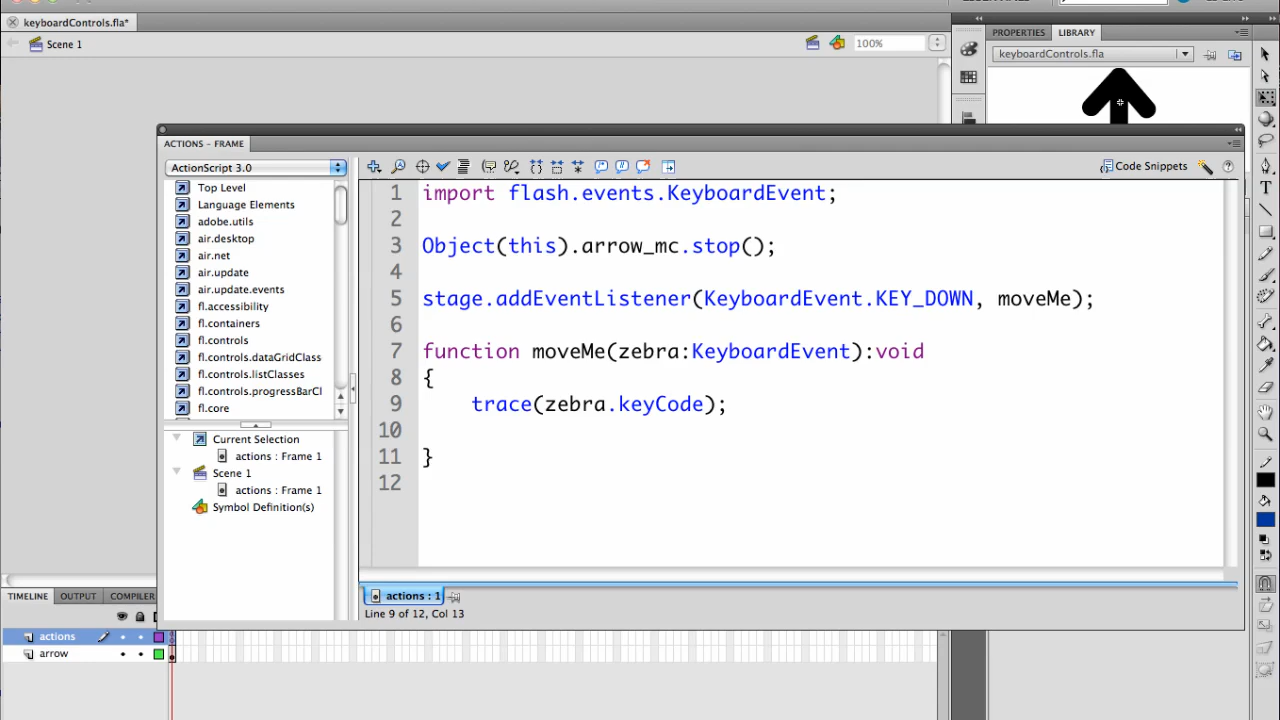 keyboardControls.fla*
Scene 1
100%
PROPERTIES
LIBRARY
keyboardControls.fla
ACTIONS - FRAME
ActionScript 3.0
Code Snippets
Top Level
Language Elements
adobe.utils
air.desktop
air.net
air.update
air.update.events
fl.accessibility
fl.containers
fl.controls
fl.controls.dataGridClass
fl.controls.listClasses
fl.controls.progressBarCl
fl.core
Current Selection
actions : Frame 1
Scene 1
actions : Frame 1
Symbol Definition(s)
1 import flash.events.KeyboardEvent;
2
3 Object(this).arrow_mc.stop();
4
5 stage.addEventListener(KeyboardEvent.KEY_DOWN, moveMe);
6
7 function moveMe(zebra:KeyboardEvent):void
8 {
9 trace(zebra.keyCode);
10
11 }
12
actions : 1
Line 9 of 12, Col 13
TIMELINE
OUTPUT
COMPILER
actions
arrow